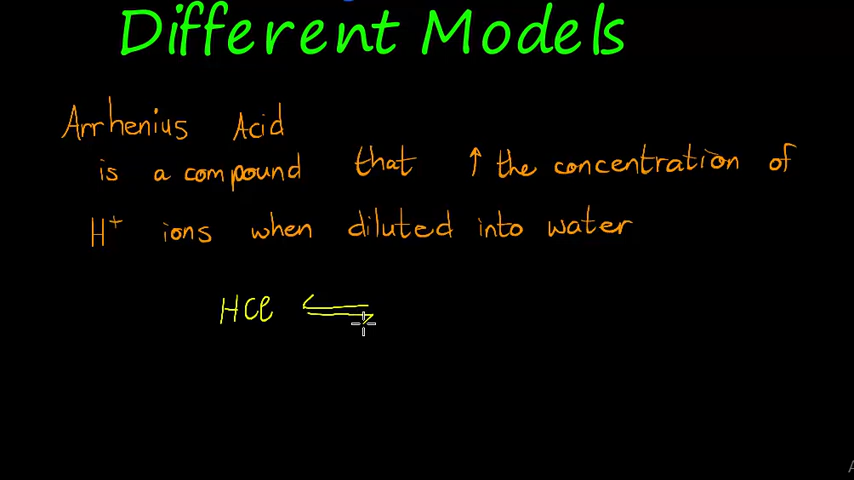 Different Models
Arrhenius Acid
is a compound that ↑ the concentration of
H⁺ ions when diluted into water
HCl ⇌